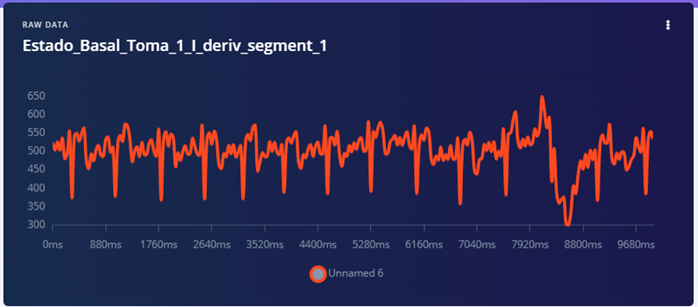 RAW DATA
Estado_Basal_Toma_1_I_deriv_segment_1
650
600
550
500
450
400
350
300
0ms 880ms 1760ms 2640ms 3520ms 4400ms 5280ms 6160ms 7040ms 7920ms 8800ms 9680ms
Unnamed 6